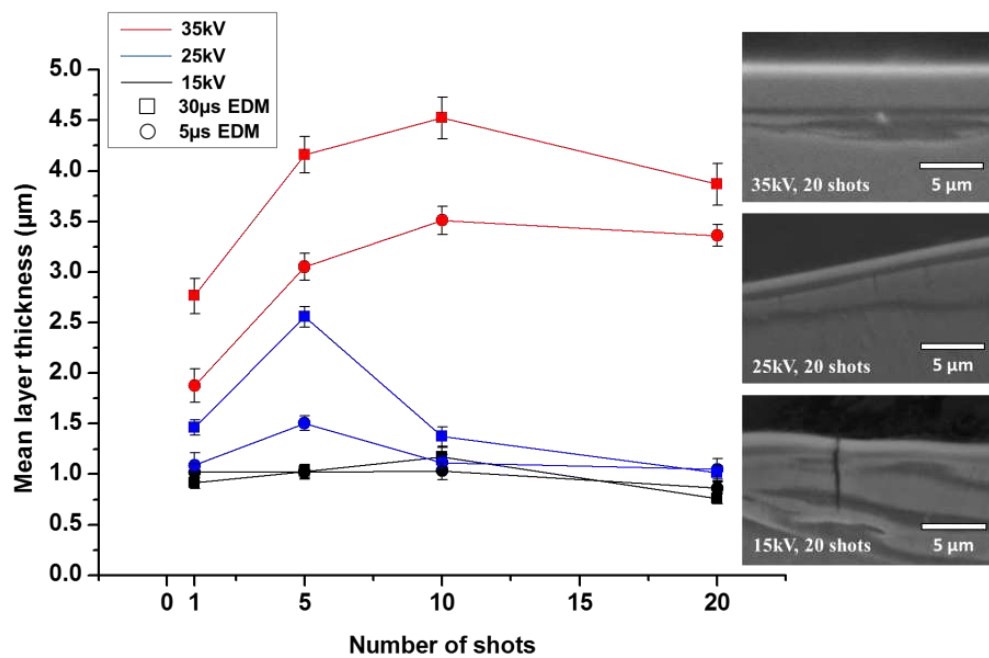 35kV
25kV
15kV
30µs EDM
5µs EDM
Mean layer thickness (µm)
5.0
4.5
4.0
3.5
3.0
2.5
2.0
1.5
1.0
0.5
0.0
0 1 5 10 15 20
Number of shots
35kV, 20 shots
5 µm
25kV, 20 shots
5 µm
15kV, 20 shots
5 µm